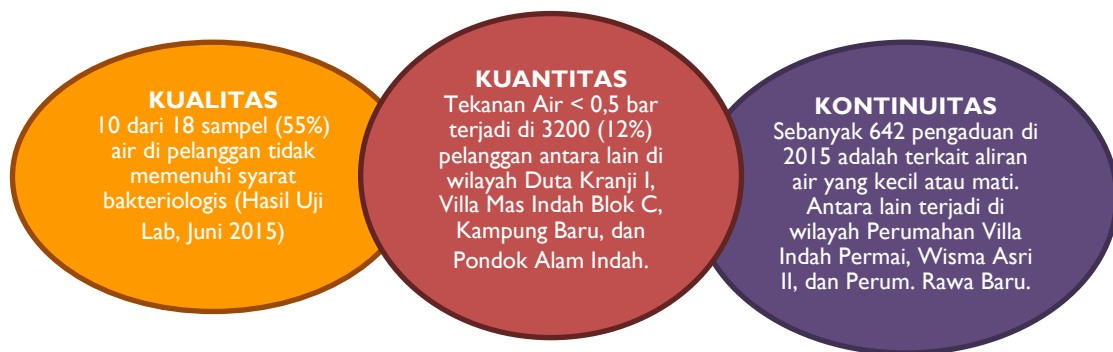 KUALITAS
10 dari 18 sampel (55%)
air di pelanggan tidak
memenuhi syarat
bakteriologis (Hasil Uji
Lab, Juni 2015)
KUANTITAS
Tekanan Air < 0,5 bar
terjadi di 3200 (12%)
pelanggan antara lain di
wilayah Duta Kranji I,
Villa Mas Indah Blok C,
Kampung Baru, dan
Pondok Alam Indah.
KONTINUITAS
Sebanyak 642 pengaduan di
2015 adalah terkait aliran
air yang kecil atau mati.
Antara lain terjadi di
wilayah Perumahan Villa
Indah Permai, Wisma Asri
II, dan Perum. Rawa Baru.